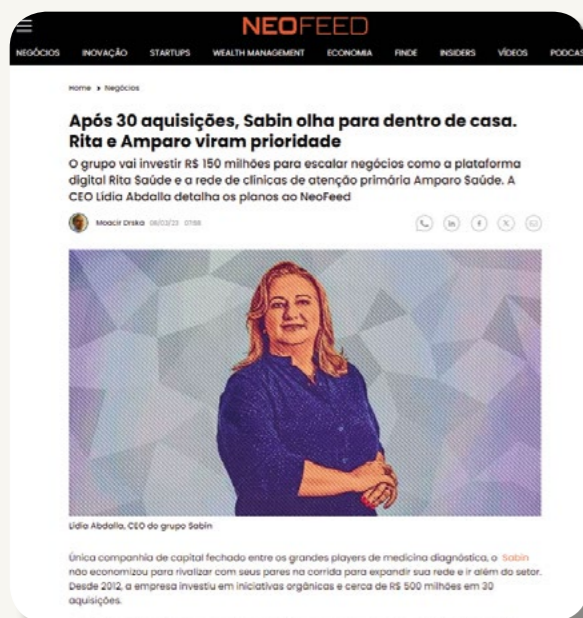 NEOFEED
NEGÓCIOS INOVAÇÃO STARTUPS WEALTH MANAGEMENT ECONOMIA FINDE INSIDERS VÍDEOS PODCAS
Home > Negócios
Após 30 aquisições, Sabin olha para dentro de casa.
Rita e Amparo viram prioridade
O grupo vai investir R$ 150 milhões para escalar negócios como a plataforma
digital Rita Saúde e a rede de clínicas de atenção primária Amparo Saúde. A
CEO Lídia Abdalla detalha os planos ao NeoFeed
Moacir Drska
Lídia Abdalla, CEO do grupo Sabin
Única companhia de capital fechado entre os grandes players de medicina diagnóstica, o Sabin
não economizou para rivalizar com seus pares na corrida para expandir sua rede e ir além do setor.
Desde 2012, a empresa investiu em iniciativas orgânicas e cerca de R$ 500 milhões em 30
aquisições.